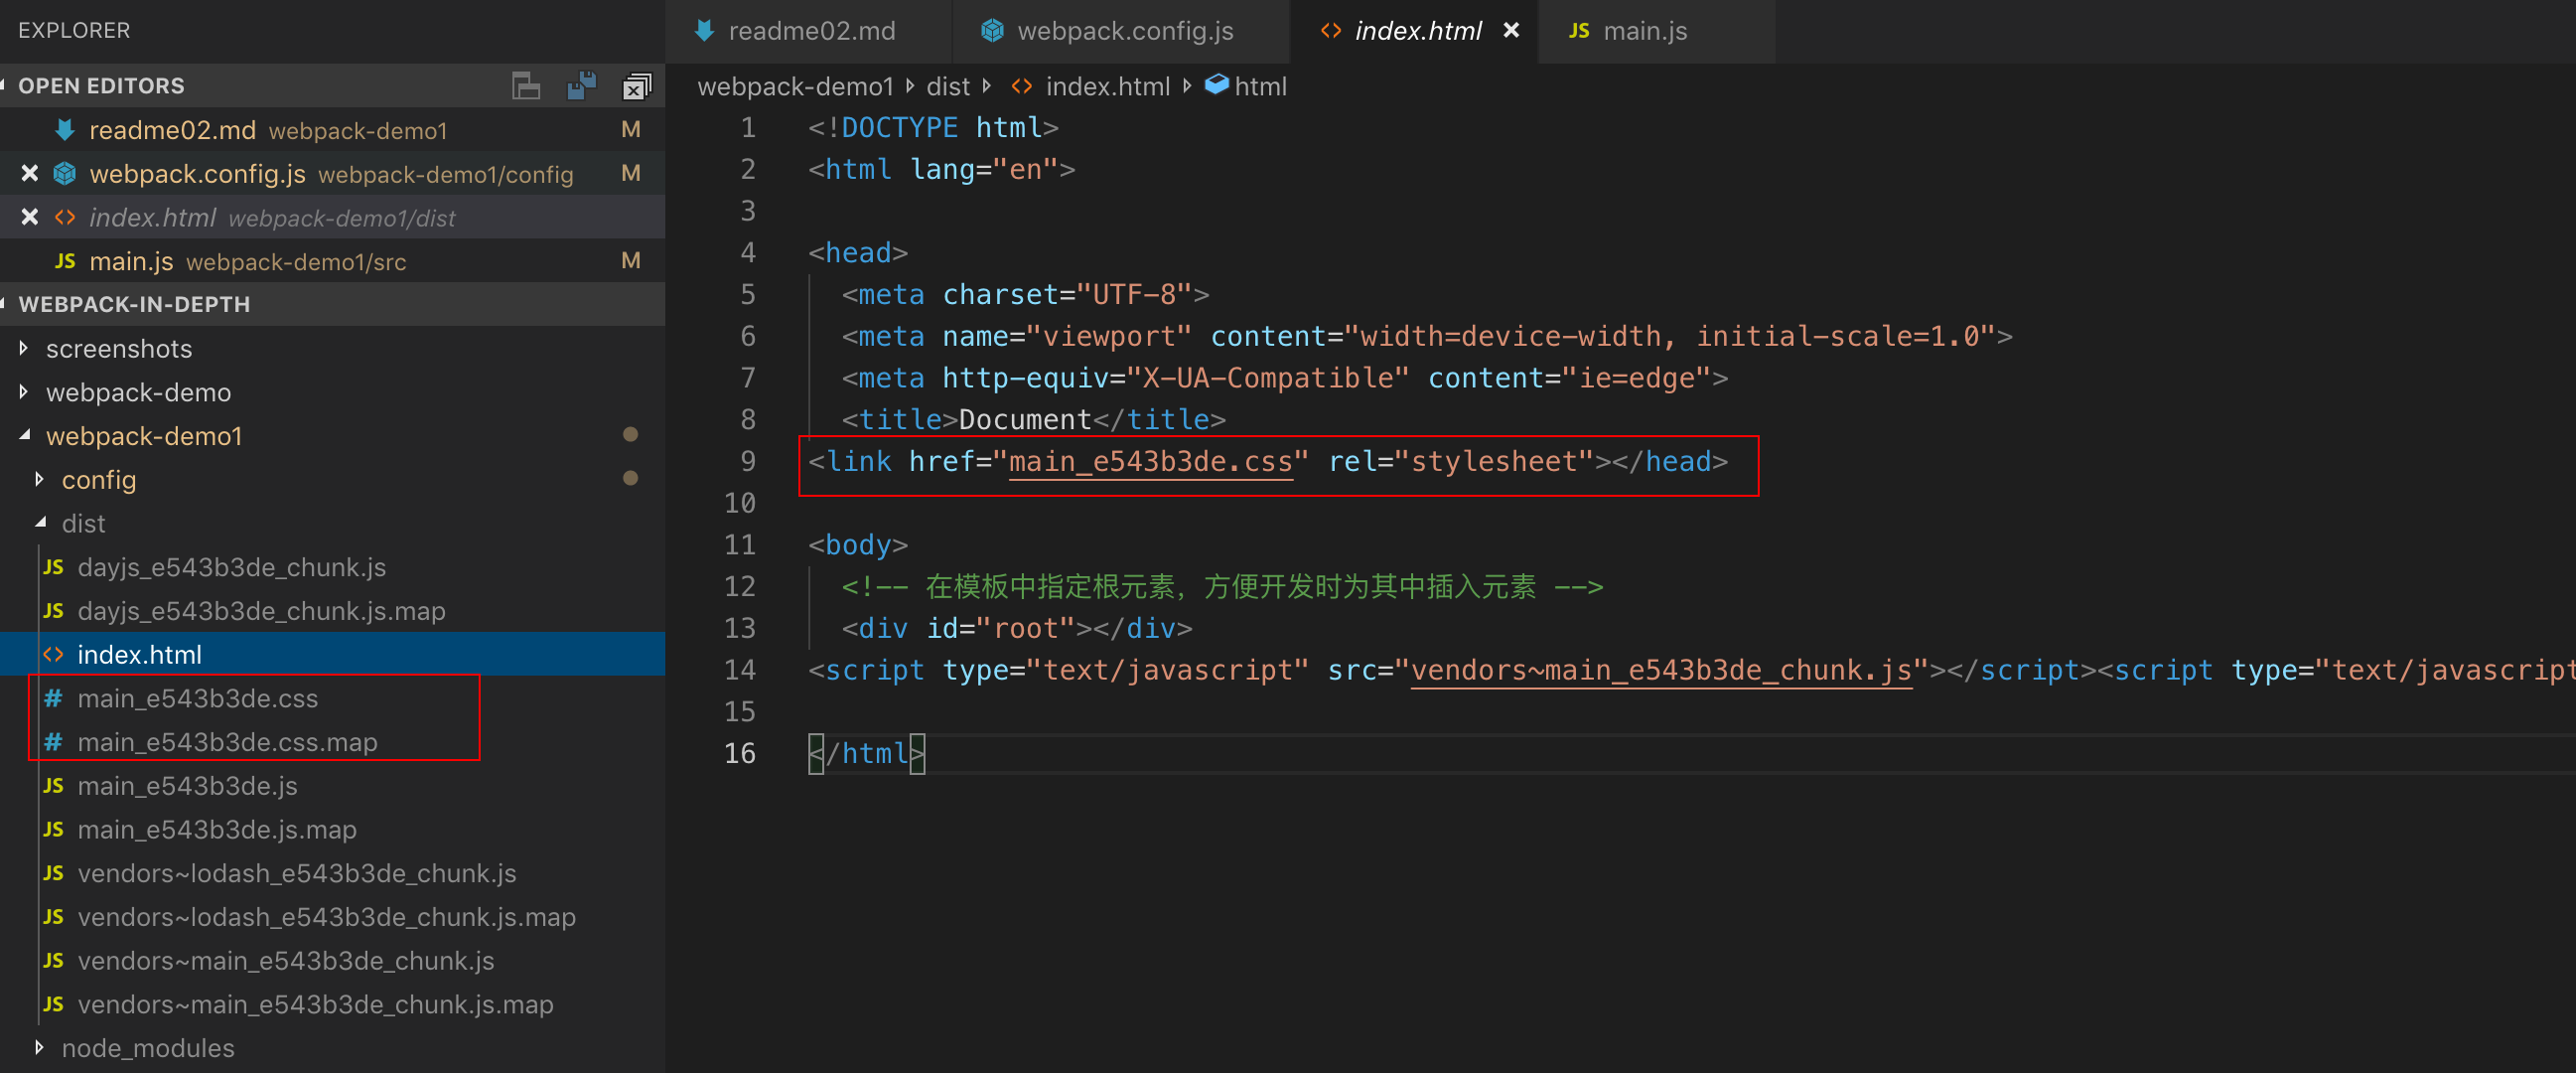 EXPLORER
OPEN EDITORS
readme02.md webpack-demo1 M
webpack.config.js webpack-demo1/config M
index.html webpack-demo1/dist
JS main.js webpack-demo1/src M
WEBPACK-IN-DEPTH
screenshots
webpack-demo
webpack-demo1
config
dist
JS dayjs_e543b3de_chunk.js
JS dayjs_e543b3de_chunk.js.map
<> index.html
# main_e543b3de.css
# main_e543b3de.css.map
JS main_e543b3de.js
JS main_e543b3de.js.map
JS vendors~lodash_e543b3de_chunk.js
JS vendors~lodash_e543b3de_chunk.js.map
JS vendors~main_e543b3de_chunk.js
JS vendors~main_e543b3de_chunk.js.map
node_modules
readme02.md webpack.config.js <> index.html JS main.js
webpack-demo1 dist <> index.html html
1 <!DOCTYPE html>
2 <html lang="en">
3
4 <head>
5 <meta charset="UTF-8">
6 <meta name="viewport" content="width=device-width, initial-scale=1.0">
7 <meta http-equiv="X-UA-Compatible" content="ie=edge">
8 <title>Document</title>
9 <link href="main_e543b3de.css" rel="stylesheet"></head>
10
11 <body>
12 <!-- 在模板中指定根元素，方便开发时为其中插入元素 -->
13 <div id="root"></div>
14 <script type="text/javascript" src="vendors~main_e543b3de_chunk.js"></script><script type="text/javascript
15
16 </html>